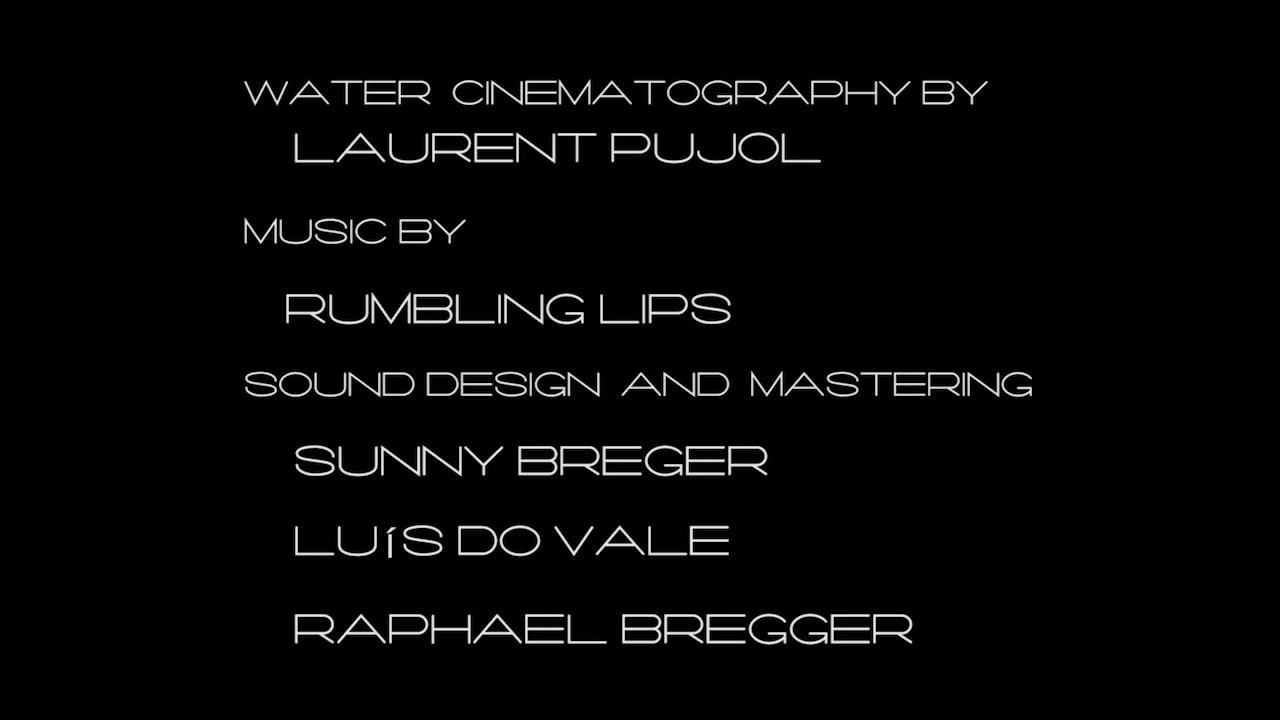 WATER CINEMATOGRAPHY BY
LAURENT PUJOL
MUSIC BY
RUMBLING LIPS
SOUND DESIGN AND MASTERING
SUNNY BREGER
LUíS DO VALE
RAPHAEL BREGGER